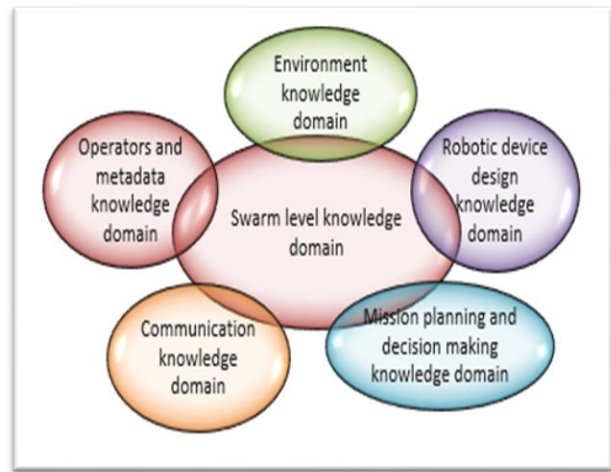 Environment
knowledge
domain
Operators and
metadata
knowledge
domain
Robotic device
design
knowledge
domain
Swarm level knowledge
domain
Communication
knowledge
domain
Mission planning and
decision making
knowledge domain